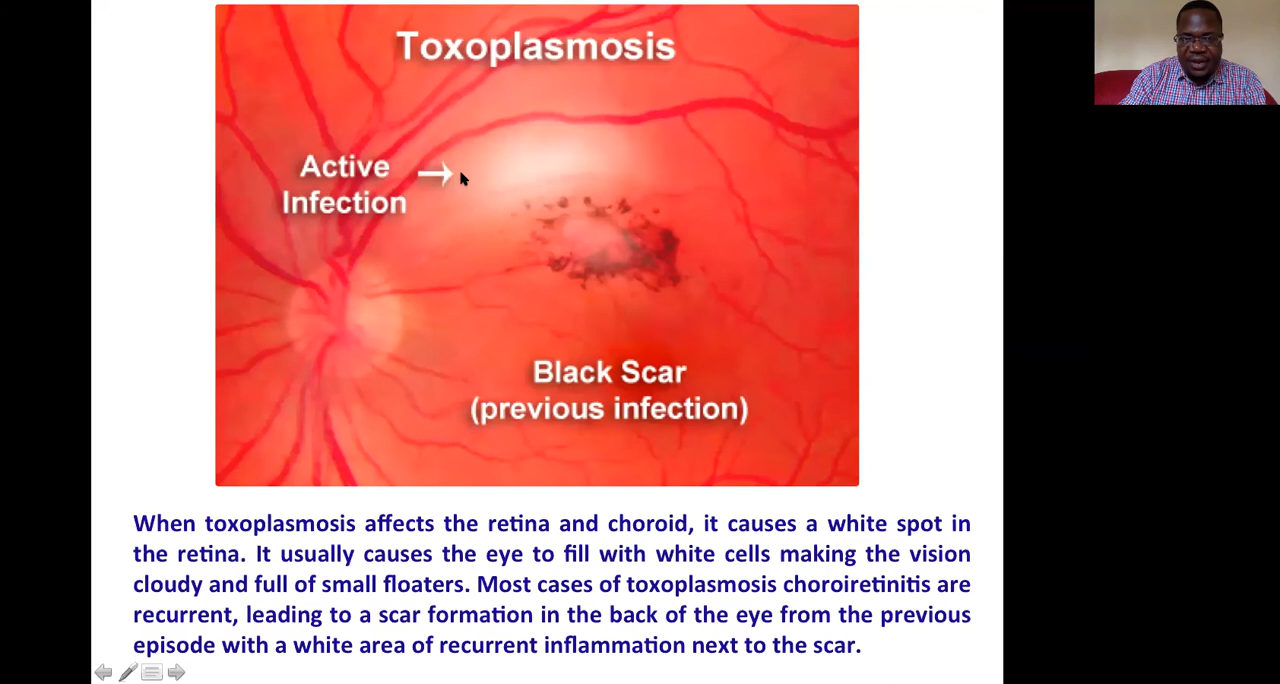 Toxoplasmosis
Active
Infection
Black Scar
(previous infection)
When toxoplasmosis affects the retina and choroid, it causes a white spot in
the retina. It usually causes the eye to fill with white cells making the vision
cloudy and full of small floaters. Most cases of toxoplasmosis choroiretinitis are
recurrent, leading to a scar formation in the back of the eye from the previous
episode with a white area of recurrent inflammation next to the scar.